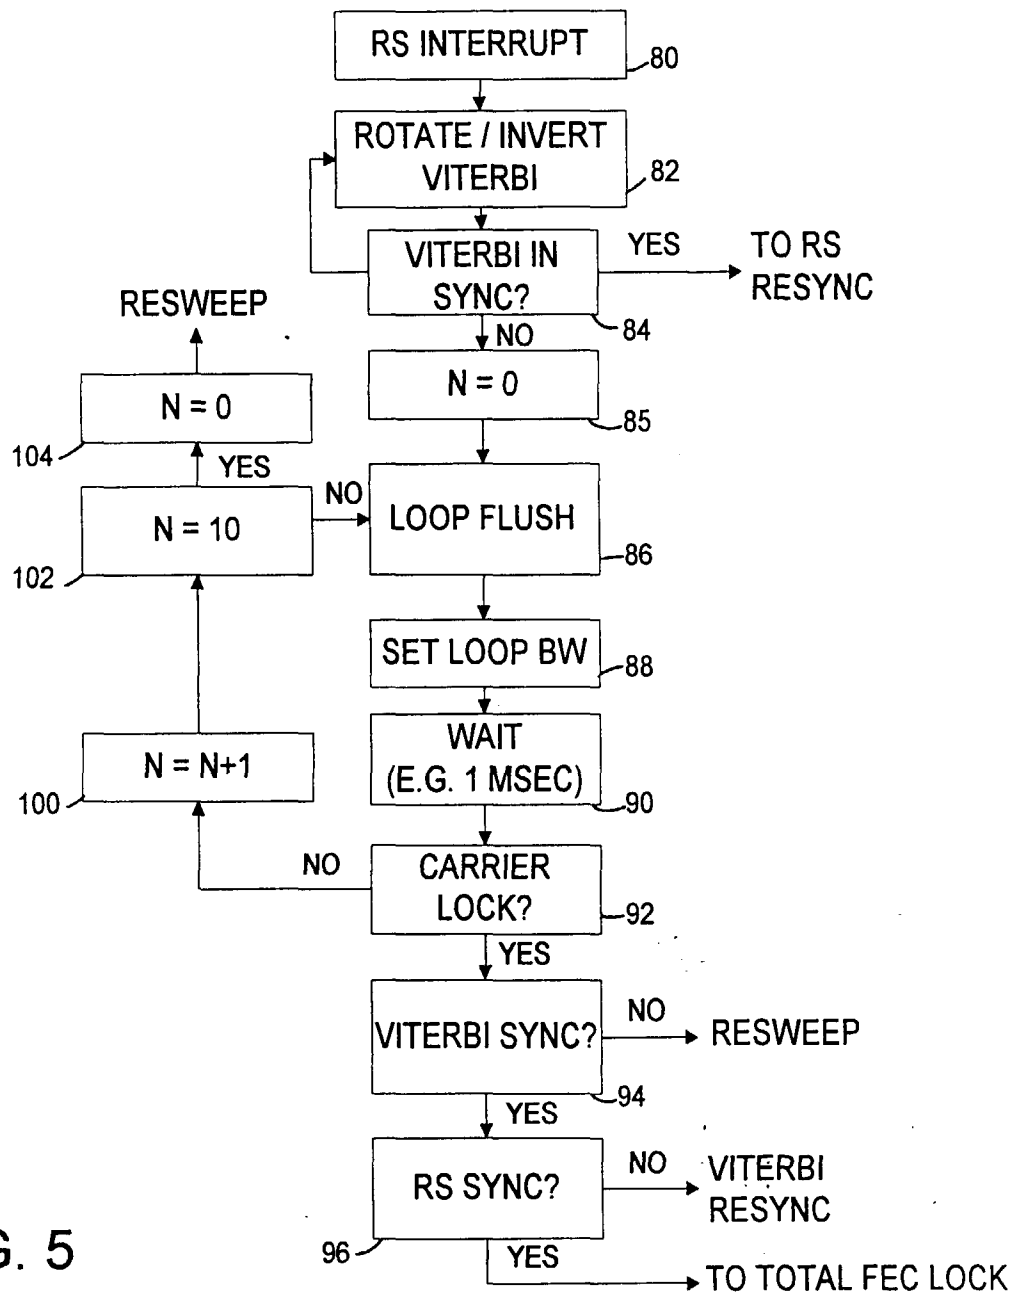 RS INTERRUPT
80
ROTATE / INVERT
VITERBI
82
VITERBI IN
SYNC?
84
YES
TO RS
RESYNC
NO
RESWEEP
N = 0
104
N = 0
85
YES
N = 10
102
NO
LOOP FLUSH
86
SET LOOP BW
88
WAIT
(E.G. 1 MSEC)
90
N = N+1
100
NO
CARRIER
LOCK?
92
YES
VITERBI SYNC?
94
NO
RESWEEP
YES
RS SYNC?
96
NO
VITERBI
RESYNC
YES
TO TOTAL FEC LOCK
G. 5